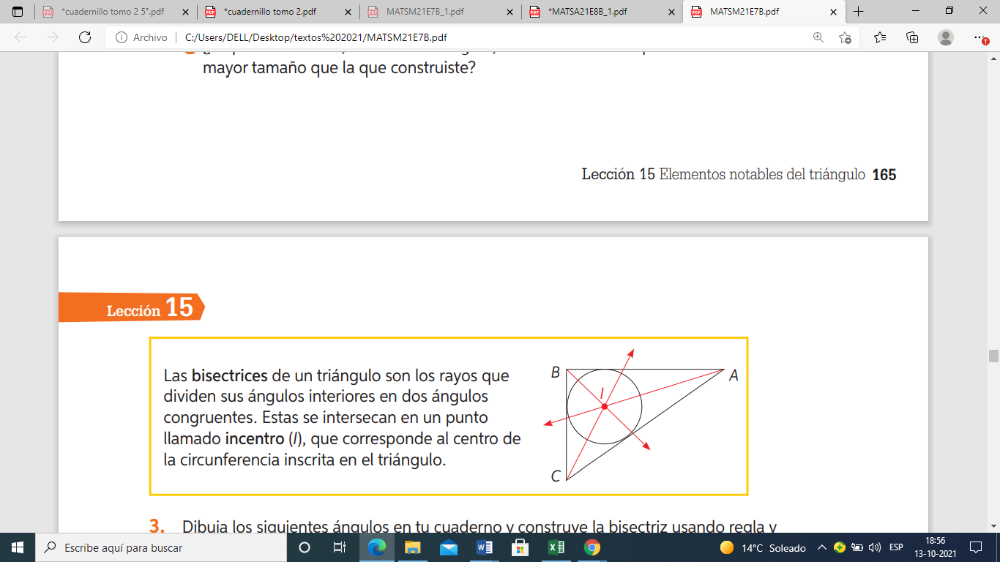 *cuadernillo tomo 2 5°.pdf
*cuadernillo tomo 2.pdf
MATSM21E7B_1.pdf
*MATSA21E8B_1.pdf
MATSM21E7B.pdf
Archivo
C:/Users/DELL/Desktop/textos%202021/MATSM21E7B.pdf
mayor tamaño que la que construiste?
Lección 15 Elementos notables del triángulo 165
Lección 15
Las bisectrices de un triángulo son los rayos que
dividen sus ángulos interiores en dos ángulos
congruentes. Estas se intersecan en un punto
llamado incentro (I), que corresponde al centro de
la circunferencia inscrita en el triángulo.
B
A
I
C
3. Dibuja los siguientes ángulos en tu cuaderno y construye la bisectriz usando regla y
Escribe aquí para buscar
14°C Soleado
ESP
18:56
13-10-2021